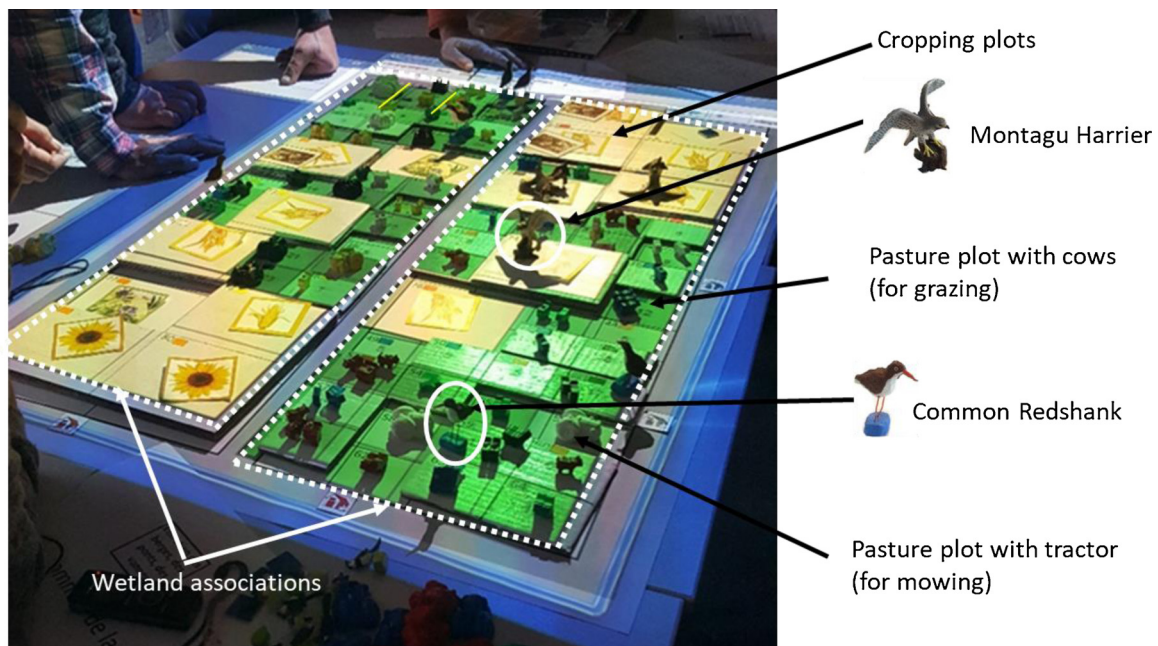 Cropping plots
Montagu Harrier
Pasture plot with cows
(for grazing)
Common Redshank
Pasture plot with tractor
(for mowing)
Wetland associations